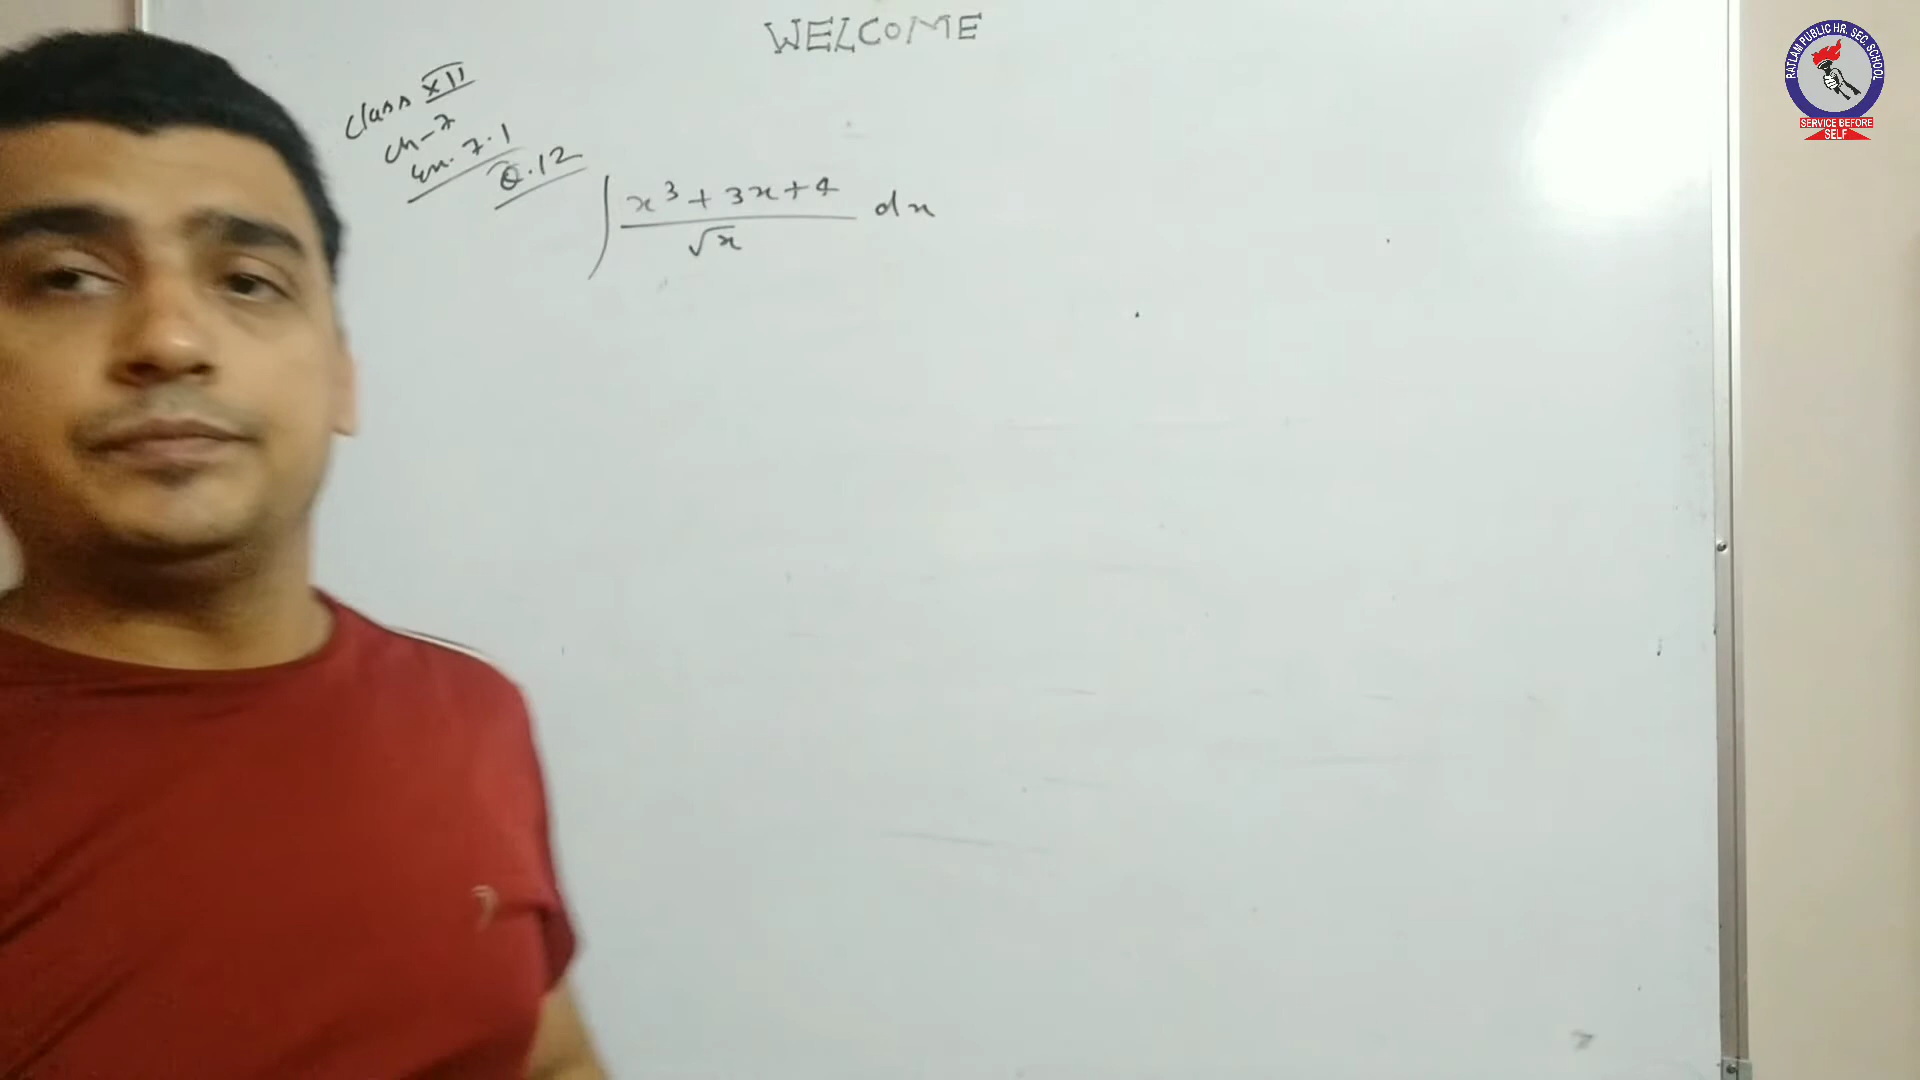 WELCOME
Class XII
Ch-7
Ex. 7.1
Q.12
∫ x³ + 3x + 4 / √x dx
RATLAM PUBLIC HR. SEC. SCHOOL
SERVICE BEFORE
SELF